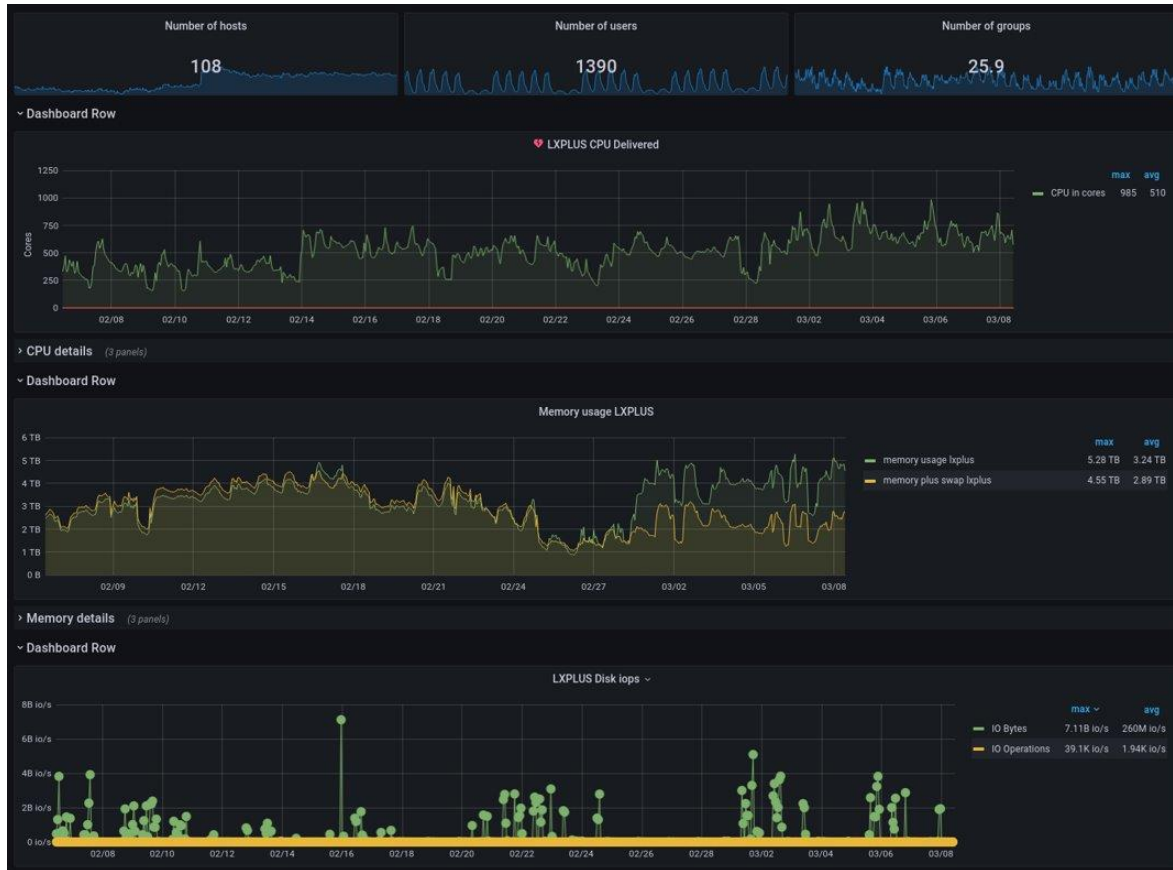 Number of hosts
108
Number of users
1390
Number of groups
25.9
Dashboard Row
LXPLUS CPU Delivered
1250
1000
750
500
250
0
Cores
02/08 02/10 02/12 02/14 02/16 02/18 02/20 02/22 02/24 02/26 02/28 03/02 03/04 03/06 03/08
max avg
CPU in cores 985 510
CPU details (3 panels)
Dashboard Row
Memory usage LXPLUS
6 TB
5 TB
4 TB
3 TB
2 TB
1 TB
0 B
02/09 02/12 02/15 02/18 02/21 02/24 02/27 03/02 03/05 03/08
max avg
memory usage lxplus 5.28 TB 3.24 TB
memory plus swap lxplus 4.55 TB 2.89 TB
Memory details (3 panels)
Dashboard Row
LXPLUS Disk iops
8B io/s
6B io/s
4B io/s
2B io/s
0 io/s
02/08 02/10 02/12 02/14 02/16 02/18 02/20 02/22 02/24 02/26 02/28 03/02 03/04 03/06 03/08
max avg
IO Bytes 7.11B io/s 260M io/s
IO Operations 39.1K io/s 1.94K io/s